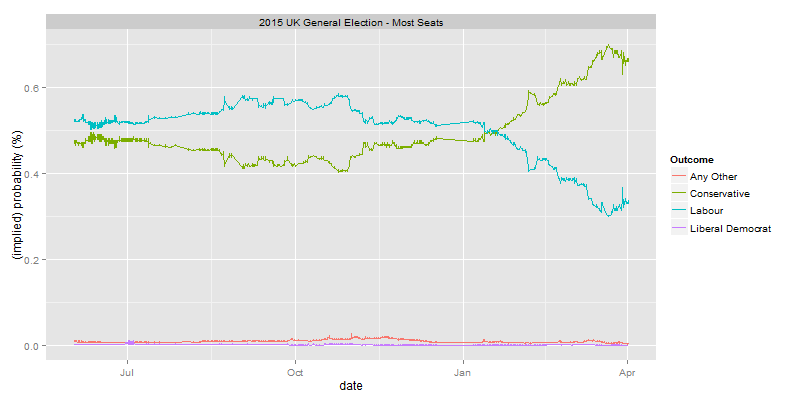 2015 UK General Election - Most Seats
(implied) probability (%)
0.6
0.4
0.2
0.0
Jul
Oct
Jan
Apr
date
Outcome
Any Other
Conservative
Labour
Liberal Democrat